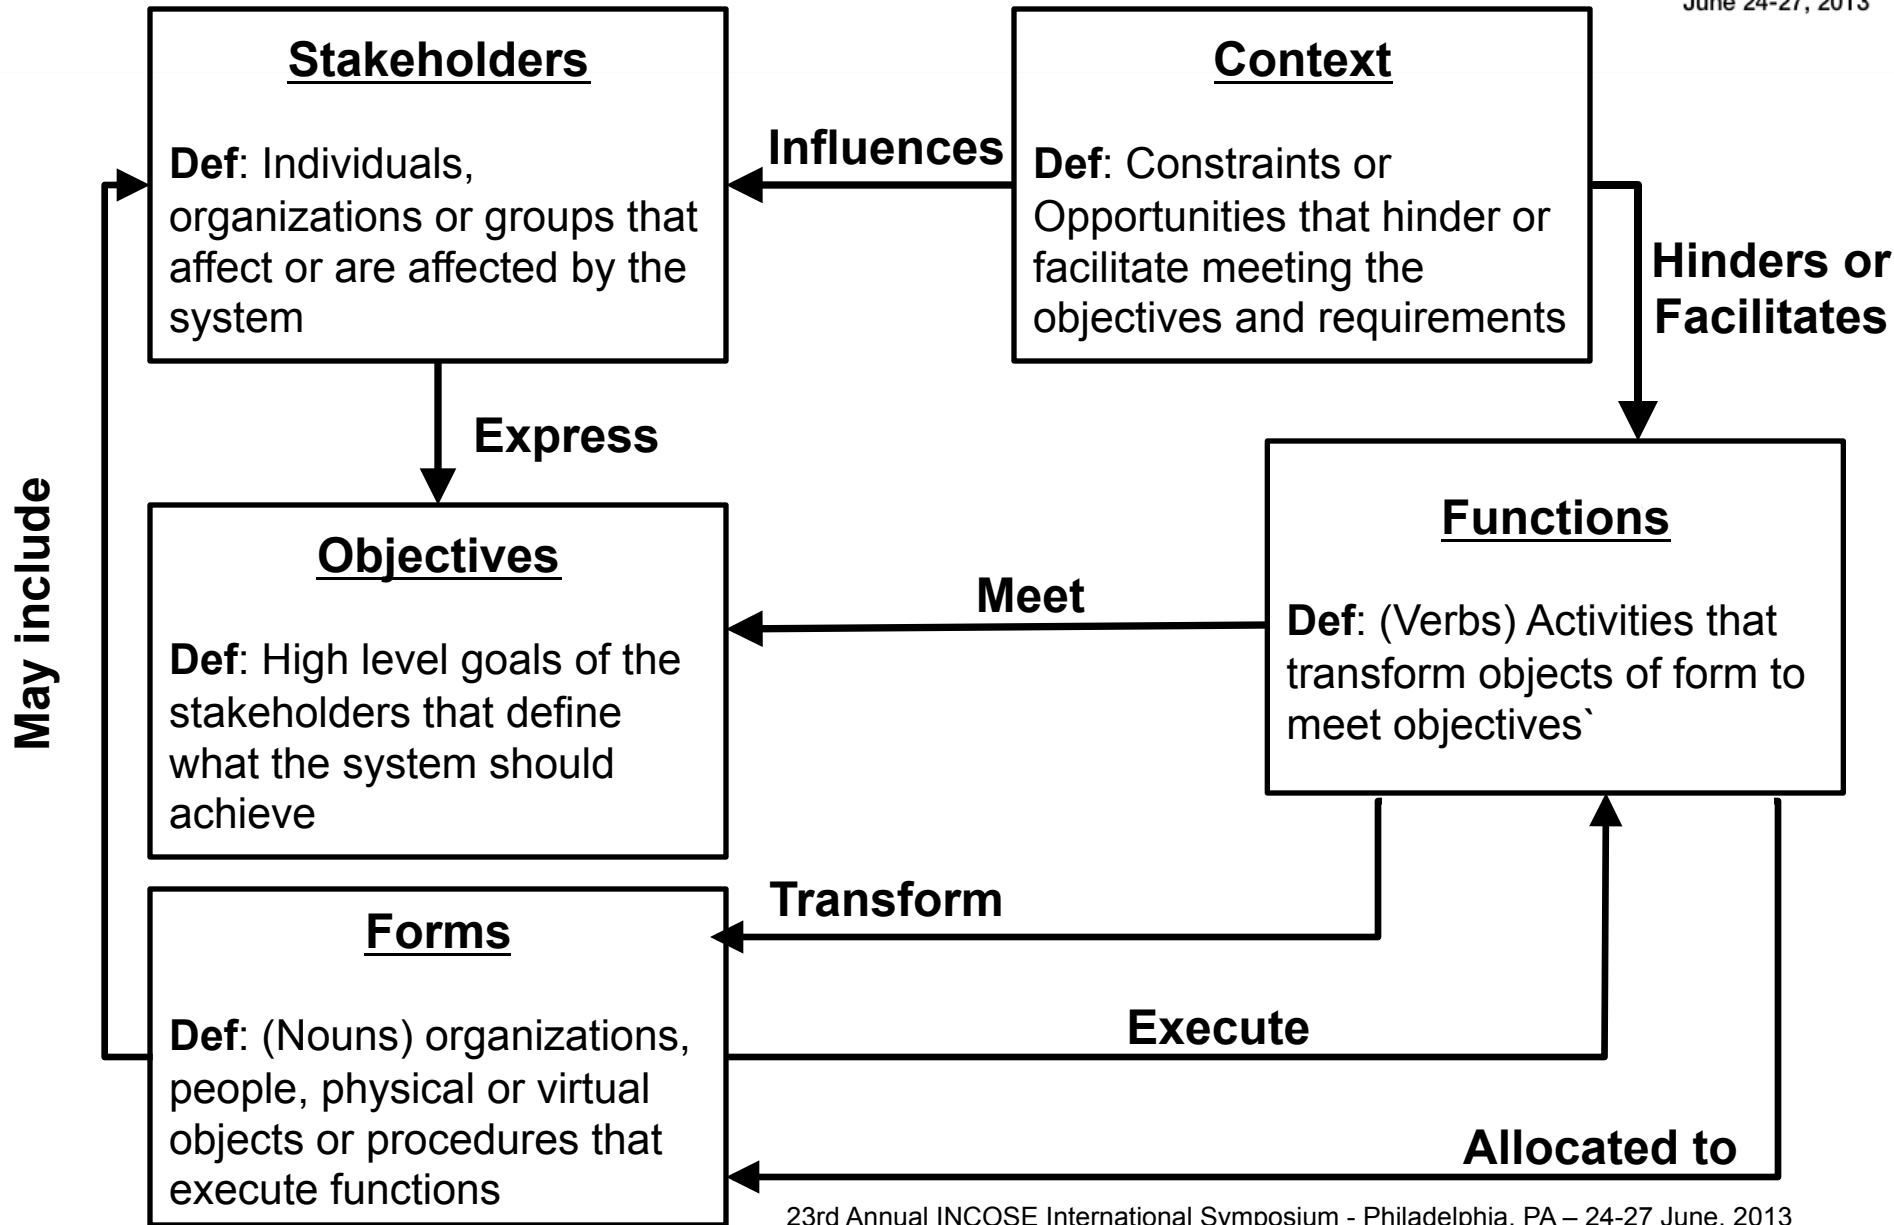 June 24-27, 2013
Stakeholders
Def: Individuals,
organizations or groups that
affect or are affected by the
system
Influences
Context
Def: Constraints or
Opportunities that hinder or
facilitate meeting the
objectives and requirements
Hinders or
Facilitates
Express
May include
Objectives
Def: High level goals of the
stakeholders that define
what the system should
achieve
Meet
Functions
Def: (Verbs) Activities that
transform objects of form to
meet objectives`
Transform
Forms
Def: (Nouns) organizations,
people, physical or virtual
objects or procedures that
execute functions
Execute
Allocated to
23rd Annual INCOSE International Symposium - Philadelphia, PA – 24-27 June, 2013